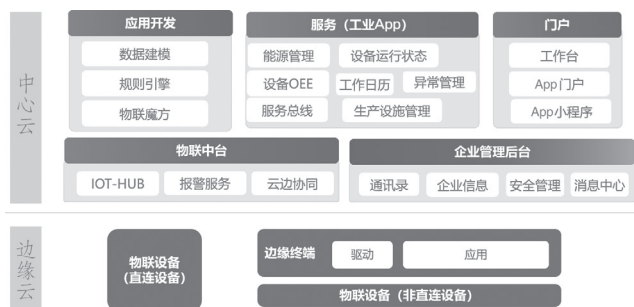 中心云
应用开发
数据建模
规则引擎
物联魔方
服务（工业App）
能源管理 设备运行状态
设备OEE 工作日历 异常管理
服务总线 生产设施管理
门户
工作台
App门户
App小程序
物联中台
IOT-HUB 报警服务 云边协同
企业管理后台
通讯录 企业信息 安全管理 消息中心
边缘云
物联设备
（直连设备）
边缘终端 驱动 应用
物联设备（非直连设备）